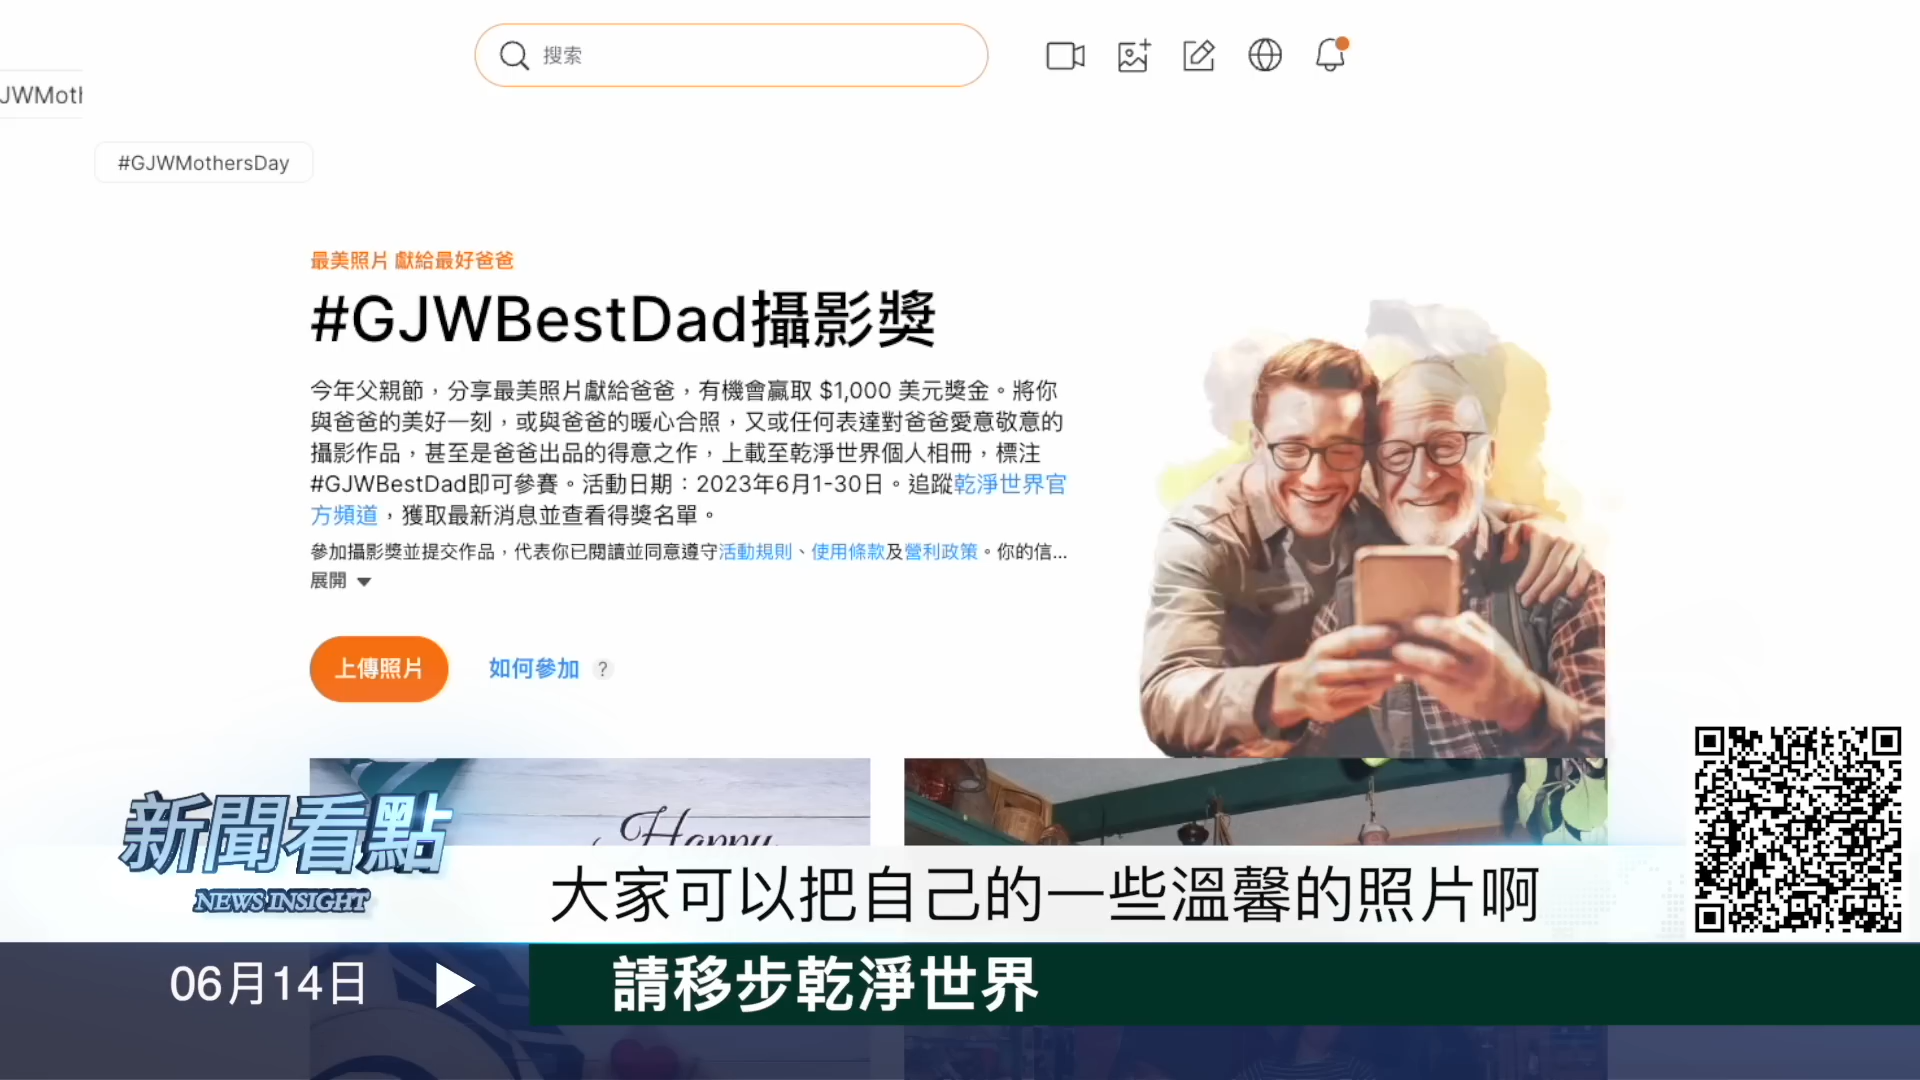 搜索
JWMoth
#GJWMothersDay
最美照片 獻給最好爸爸
#GJWBestDad攝影獎
今年父親節，分享最美照片獻給爸爸，有機會贏取 $1,000 美元獎金。將你
與爸爸的美好一刻，或與爸爸的暖心合照，又或任何表達對爸爸愛意敬意的
攝影作品，甚至是爸爸出品的得意之作，上載至乾淨世界個人相冊，標注
#GJWBestDad即可參賽。活動日期：2023年6月1-30日。追蹤乾淨世界官
方頻道，獲取最新消息並查看得獎名單。
參加攝影獎並提交作品，代表你已閱讀並同意遵守活動規則、使用條款及營利政策。你的信...
展開
上傳照片
如何參加 ?
Happy
新聞看點
NEWS INSIGHT
大家可以把自己的一些溫馨的照片啊
06月14日
請移步乾淨世界